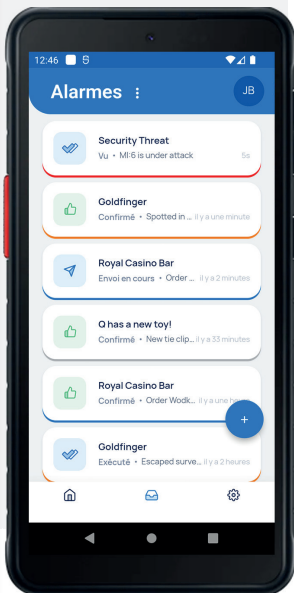 12:46
Alarmes
JB
Security Threat
Vu • MI:6 is under attack 5s
Goldfinger
Confirmé • Spotted in ... il y a une minute
Royal Casino Bar
Envoi en cours • Order ... il y a 2 minutes
Q has a new toy!
Confirmé • New tie clip... il y a 33 minutes
Royal Casino Bar
Confirmé • Order Wodk... il y a une heure
Goldfinger
Exécuté • Escaped surve... il y a 2 heures